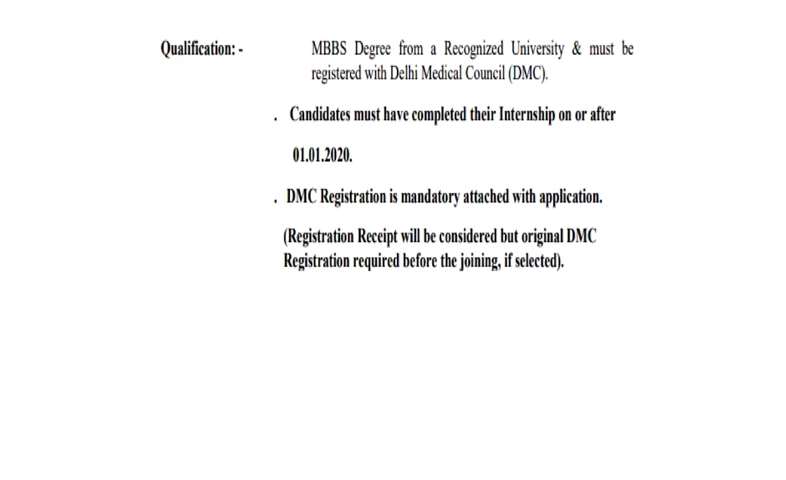 Qualification: - MBBS Degree from a Recognized University & must be
registered with Delhi Medical Council (DMC).
. Candidates must have completed their Internship on or after
01.01.2020.
. DMC Registration is mandatory attached with application.
(Registration Receipt will be considered but original DMC
Registration required before the joining, if selected).